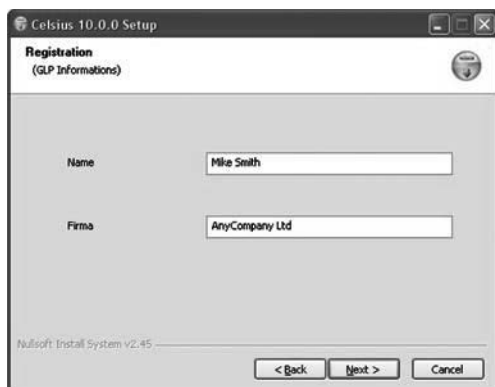 Celsius 10.0.0 Setup
Registration
(GLP Informations)
Name
Mike Smith
Firma
AnyCompany Ltd
Nullsoft Install System v2.45
< Back
Next >
Cancel